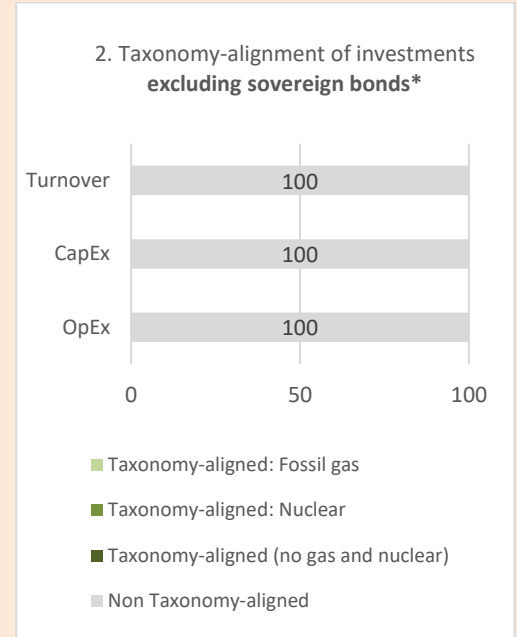 2. Taxonomy-alignment of investments
excluding sovereign bonds*
Turnover 100
CapEx 100
OpEx 100
0 50 100
Taxonomy-aligned: Fossil gas
Taxonomy-aligned: Nuclear
Taxonomy-aligned (no gas and nuclear)
Non Taxonomy-aligned